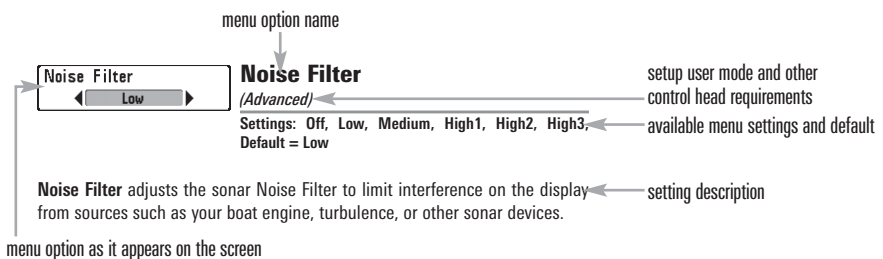 menu option name
Noise Filter
Low
Noise Filter
(Advanced)
setup user mode and other
control head requirements
Settings: Off, Low, Medium, High1, High2, High3,
Default = Low
available menu settings and default
Noise Filter adjusts the sonar Noise Filter to limit interference on the display
from sources such as your boat engine, turbulence, or other sonar devices.
setting description
menu option as it appears on the screen